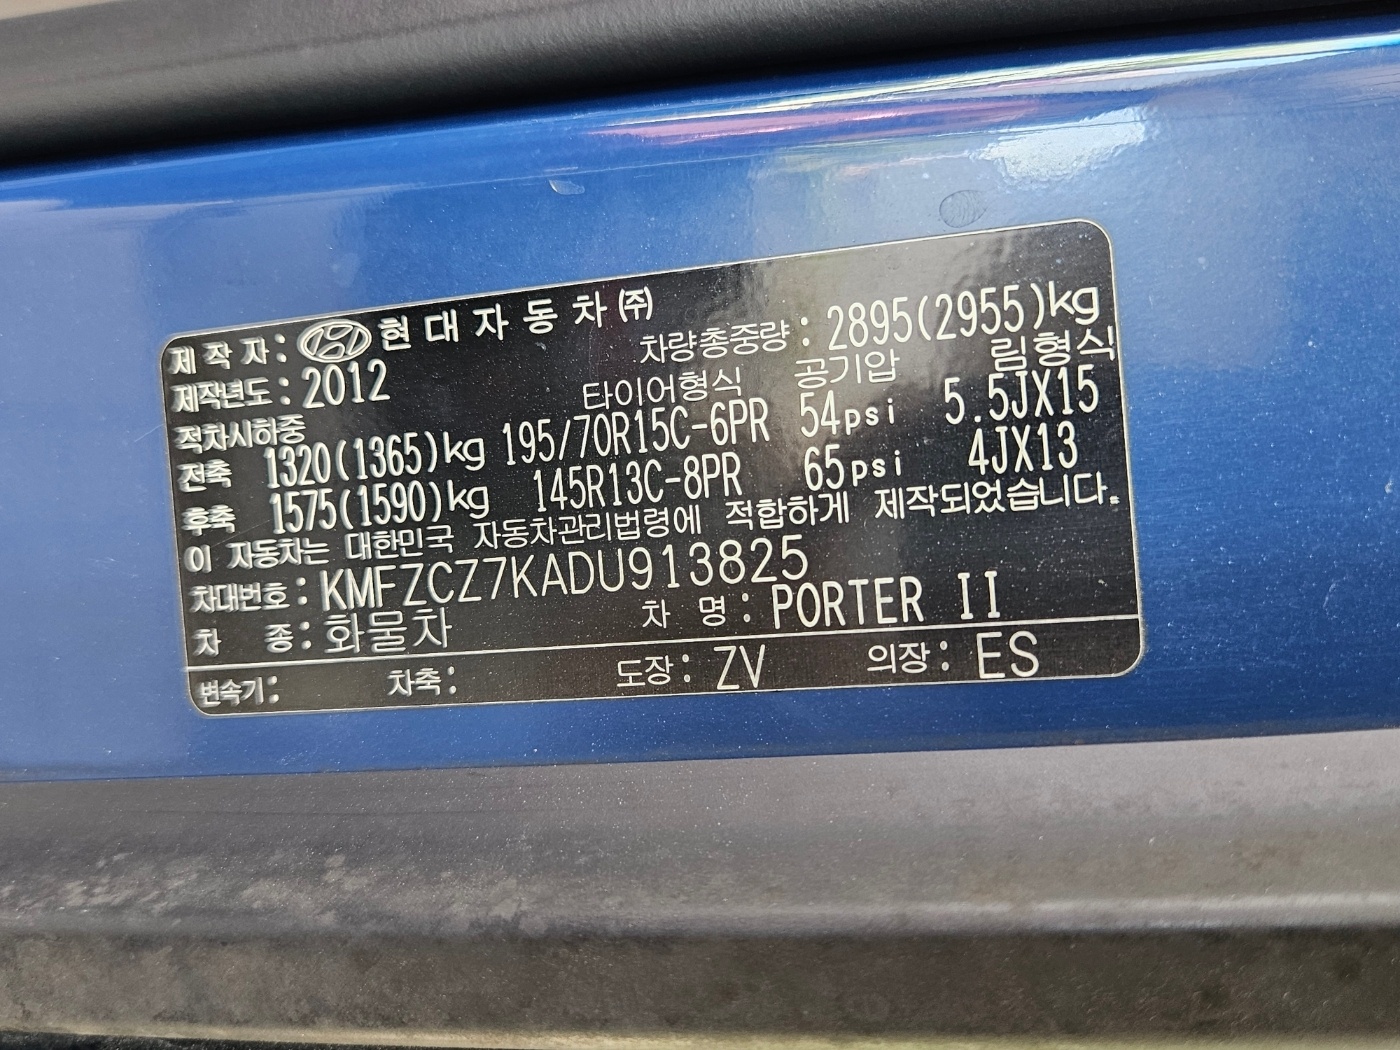 제 작 자 : 현 대 자 동 차 ㈜
제작년도 : 2012 차량총중량 : 2895(2955)kg
적차시하중 타이어형식 공기압 림형식
전축 1320(1365)kg 195/70R15C-6PR 54psi 5.5JX15
후축 1575(1590)kg 145R13C-8PR 65psi 4JX13
이 자동차는 대한민국 자동차관리법령에 적합하게 제작되었습니다.
차대번호 : KMFZCZ7KADU913825
차 종 : 화물차 차 명 : PORTER II
변속기 : 차축 : 도장 : ZV 의장 : ES